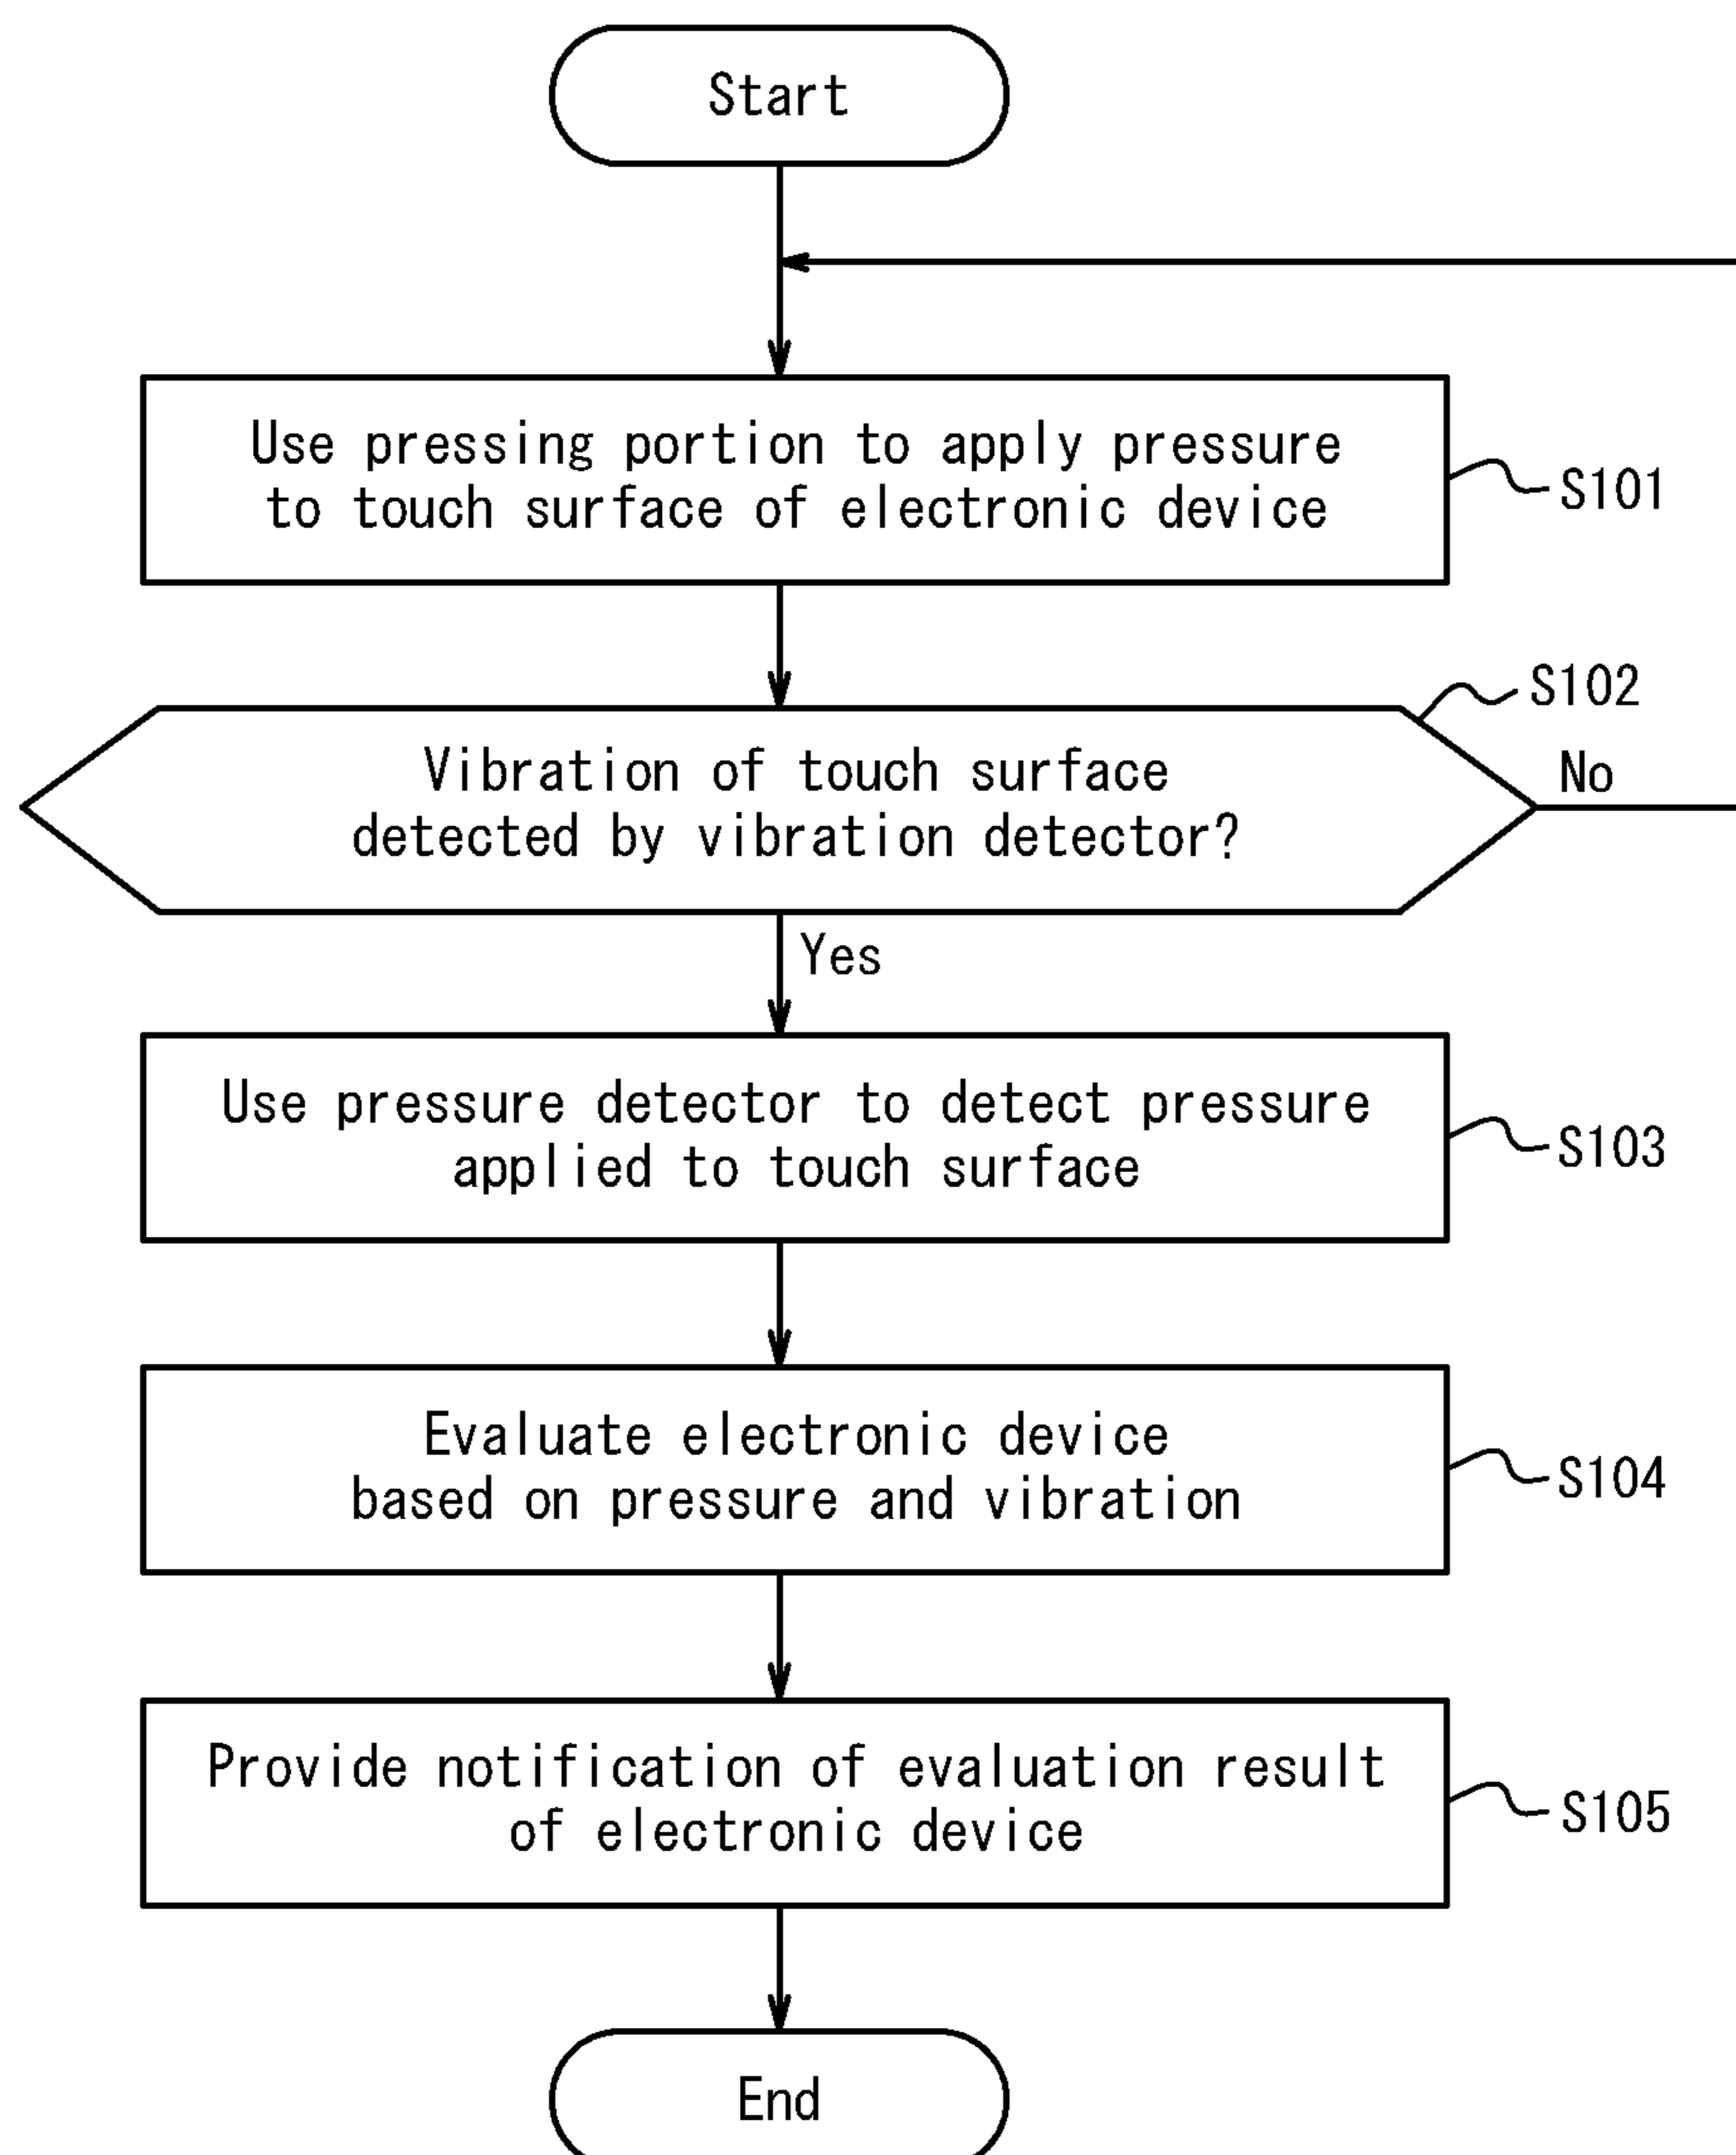 Start
Use pressing portion to apply pressure
to touch surface of electronic device
S101
S102
Vibration of touch surface
detected by vibration detector?
No
Yes
Use pressure detector to detect pressure
applied to touch surface
S103
Evaluate electronic device
based on pressure and vibration
S104
Provide notification of evaluation result
of electronic device
S105
End